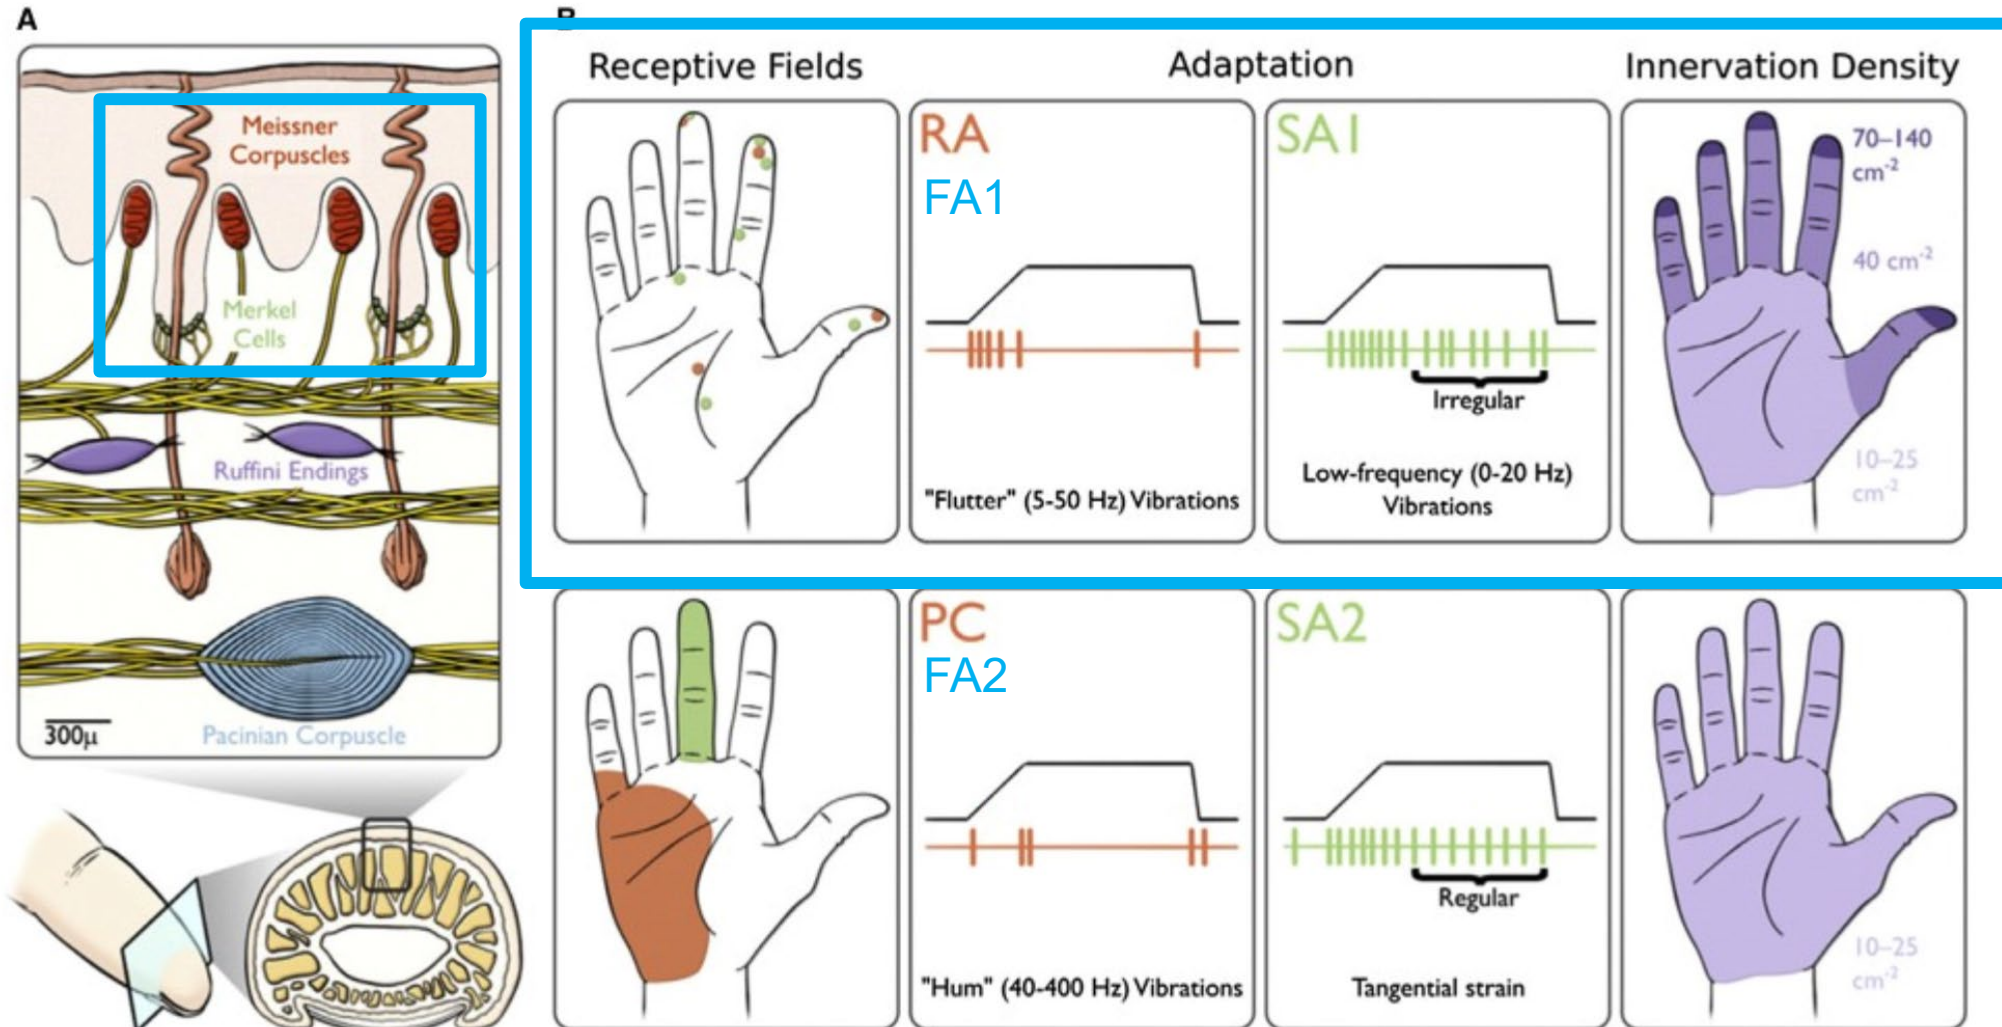 A
Meissner
Corpuscles
Merkel
Cells
Ruffini Endings
300μ
Pacinian Corpuscle
B
Receptive Fields
Adaptation
Innervation Density
RA
FA1
"Flutter" (5-50 Hz) Vibrations
SA1
Irregular
Low-frequency (0-20 Hz)
Vibrations
70–140
cm-2
40 cm-2
10–25
cm-2
PC
FA2
"Hum" (40-400 Hz) Vibrations
SA2
Regular
Tangential strain
10–25
cm-2